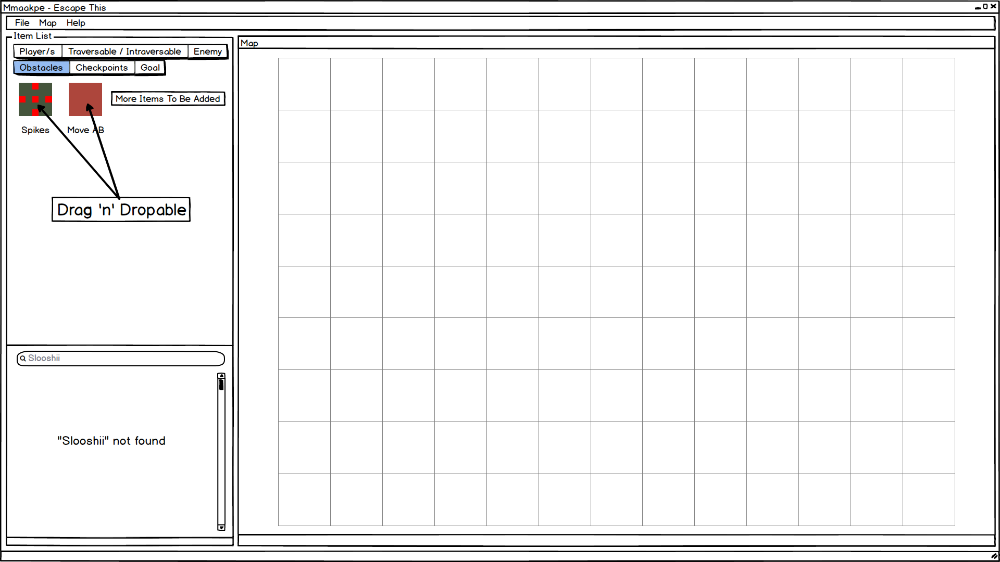 Mmaakpe - Escape This
File Map Help
Item List
Player/s Traversable / Intraversable Enemy
Obstacles Checkpoints Goal
More Items To Be Added
Spikes Move AB
Drag 'n' Dropable
Slooshii
"Slooshii" not found
Map